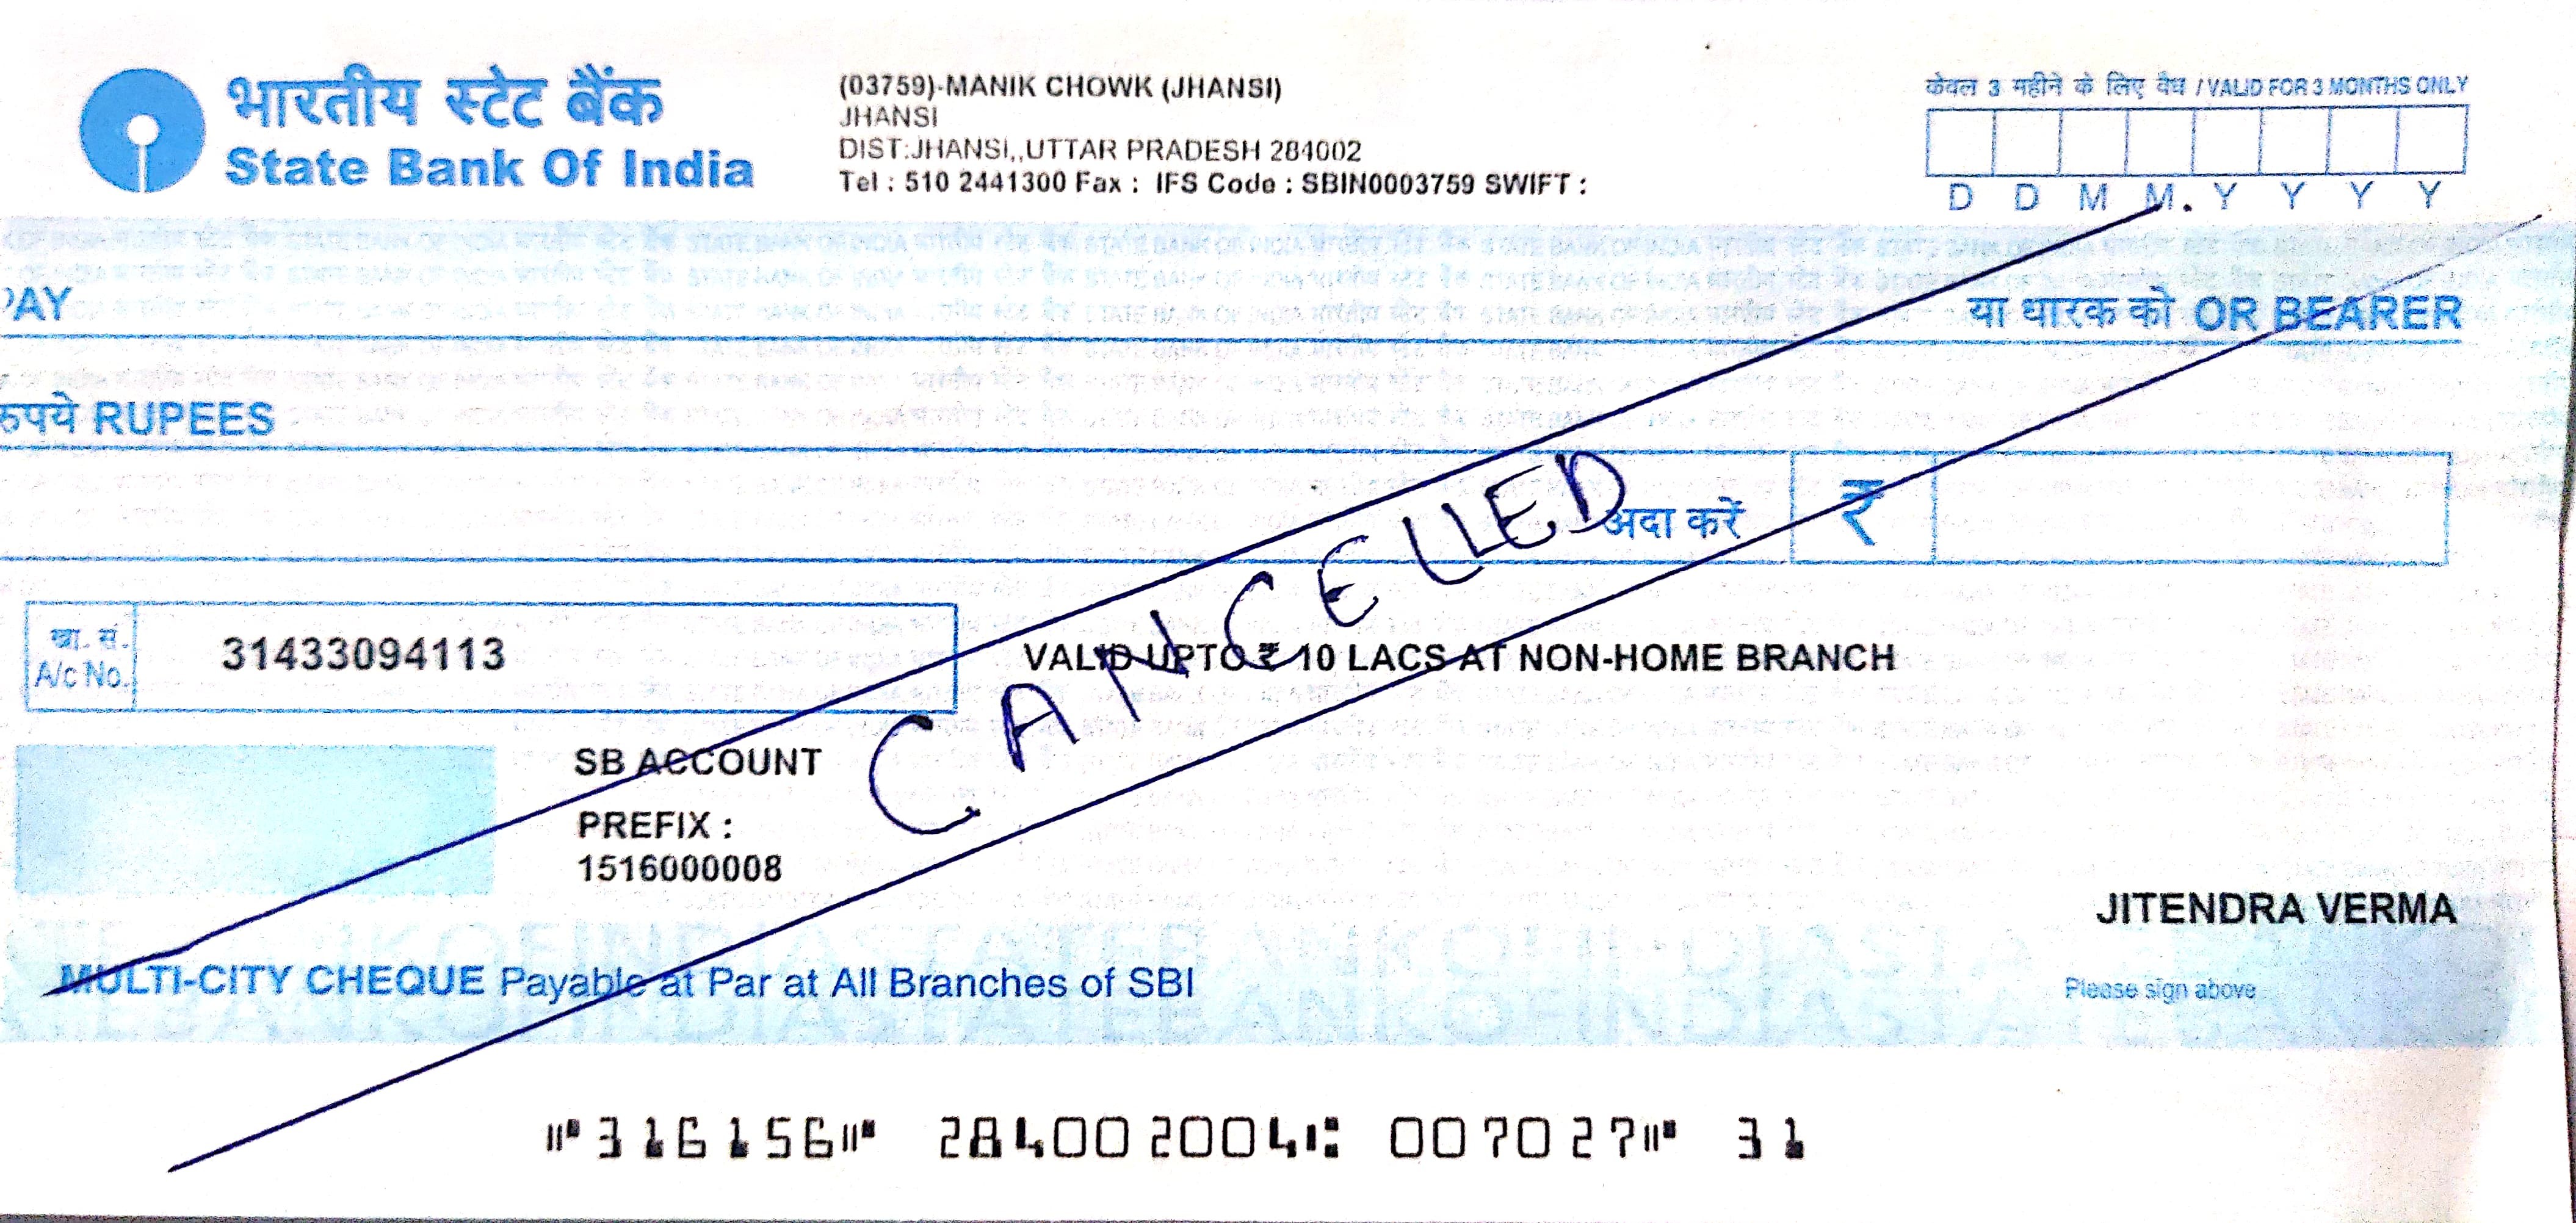 भारतीय स्टेट बैंक
State Bank Of India
(03759)-MANIK CHOWK (JHANSI)
JHANSI
DIST:JHANSI,,UTTAR PRADESH 284002
Tel : 510 2441300 Fax : IFS Code : SBIN0003759 SWIFT :
केवल 3 महीने के लिए वैध / VALID FOR 3 MONTHS ONLY
D D M M Y Y Y Y
PAY
या धारक को OR BEARER
रुपये RUPEES
अदा करें ₹
CANCELLED
खा. सं.
A/c No.
31433094113
VALID UPTO ₹ 10 LACS AT NON-HOME BRANCH
SB ACCOUNT
PREFIX :
1516000008
JITENDRA VERMA
MULTI-CITY CHEQUE Payable at Par at All Branches of SBI
Please sign above
⑈316156⑈ 284002004⑆ 007027⑈ 31